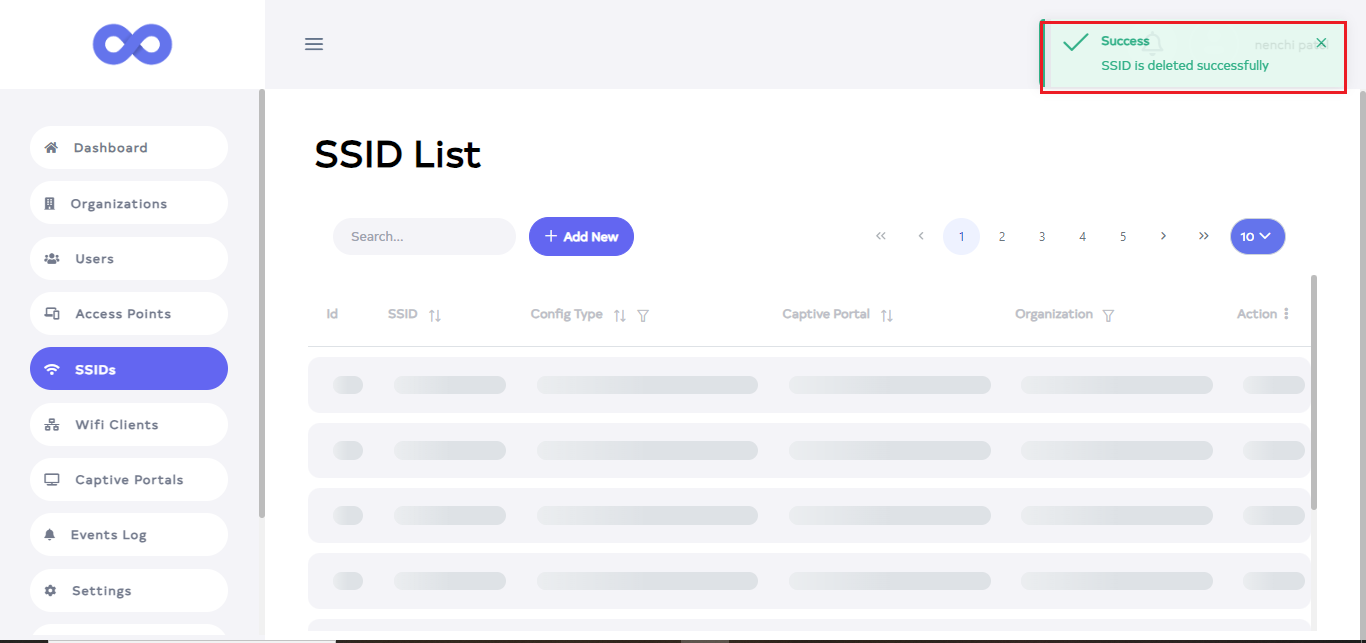 Success
nenchi patel
SSID is deleted successfully
Dashboard
Organizations
Users
Access Points
SSIDs
Wifi Clients
Captive Portals
Events Log
Settings
SSID List
Search...
Add New
1 2 3 4 5
10
Id SSID Config Type Captive Portal Organization Action